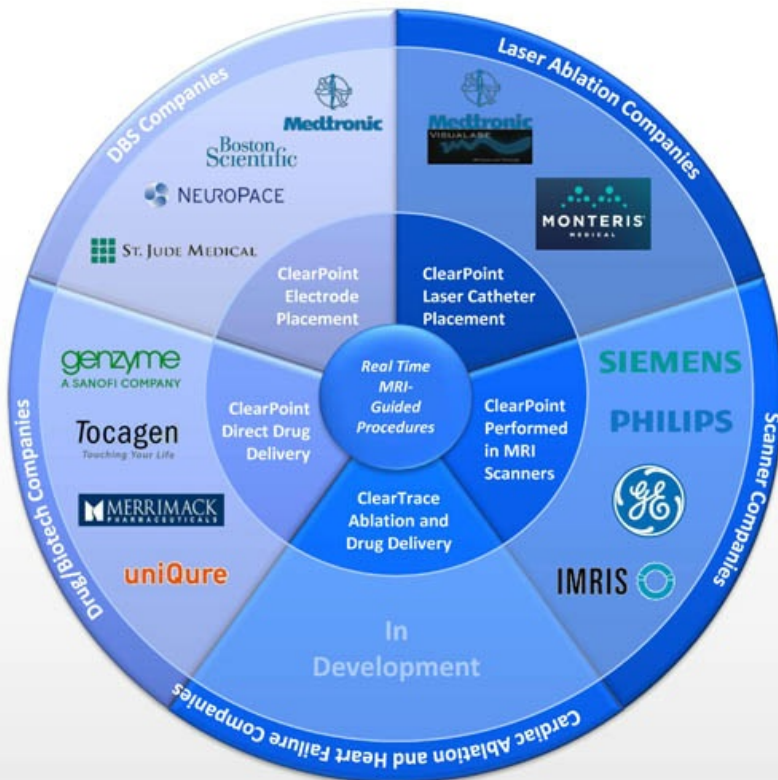 DBS Companies
Medtronic
Boston
Scientific
NEUROPACE
ST. JUDE MEDICAL
ClearPoint
Electrode
Placement
Laser Ablation Companies
Medtronic
VISUALASE
MONTERIS
MEDICAL
ClearPoint
Laser Catheter
Placement
Real Time
MRI-
Guided
Procedures
Scanner Companies
SIEMENS
PHILIPS
GE
IMRIS
ClearPoint
Performed
in MRI
Scanners
Cardiac Ablation and Heart Failure Companies
ClearTrace
Ablation and
Drug Delivery
In
Development
Drug/Biotech Companies
genzyme
A SANOFI COMPANY
Tocagen
Touching Your Life
MERRIMACK
PHARMACEUTICALS
uniQure
ClearPoint
Direct Drug
Delivery